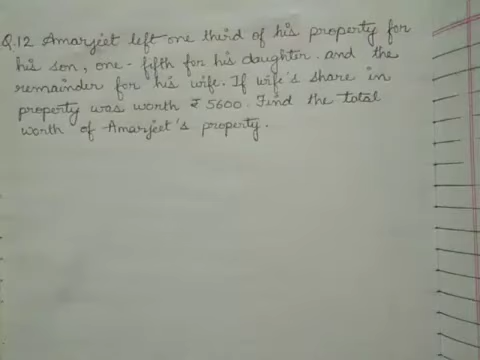 Q.12 Amarjeet left one third of his property for
his son, one-fifth for his daughter and the
remainder for his wife. If wife's share in
property was worth ₹ 5600. Find the total
worth of Amarjeet's property.